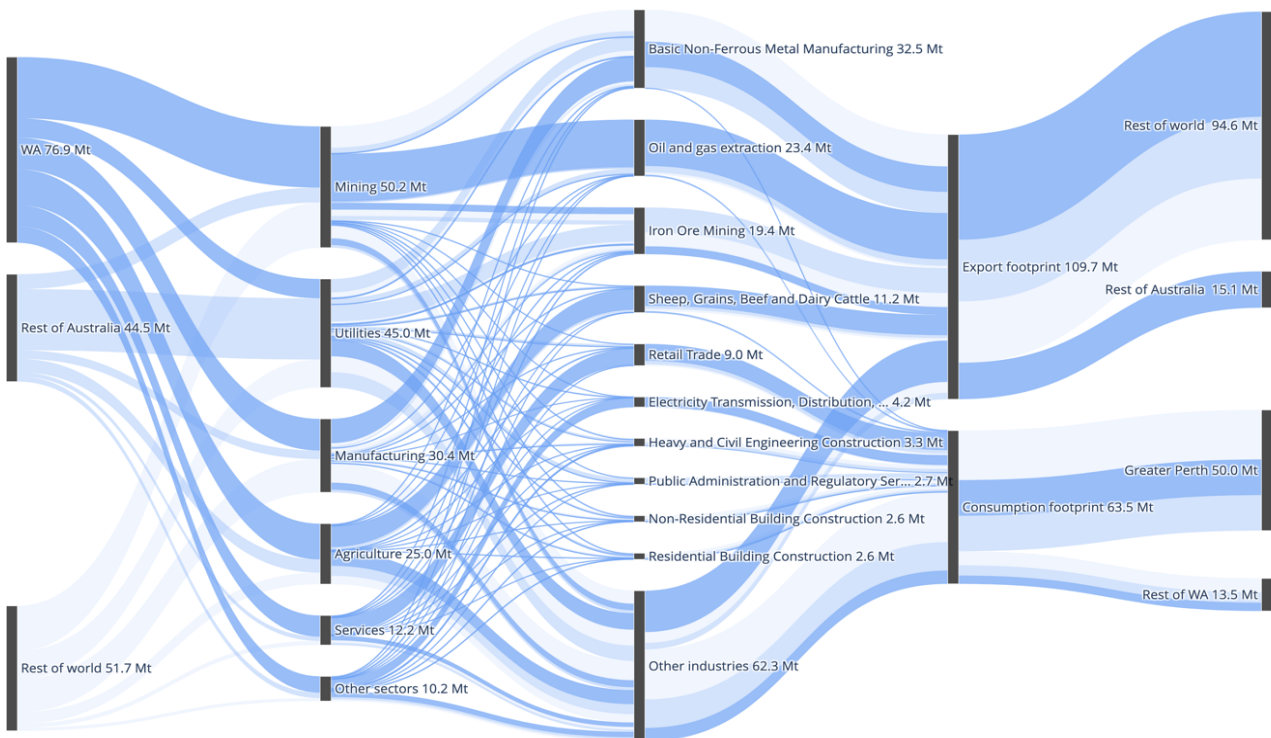 WA 76.9 Mt
Rest of Australia 44.5 Mt
Rest of world 51.7 Mt
Mining 50.2 Mt
Utilities 45.0 Mt
Manufacturing 30.4 Mt
Agriculture 25.0 Mt
Services 12.2 Mt
Other sectors 10.2 Mt
Basic Non-Ferrous Metal Manufacturing 32.5 Mt
Oil and gas extraction 23.4 Mt
Iron Ore Mining 19.4 Mt
Sheep, Grains, Beef and Dairy Cattle 11.2 Mt
Retail Trade 9.0 Mt
Electricity Transmission, Distribution, ... 4.2 Mt
Heavy and Civil Engineering Construction 3.3 Mt
Public Administration and Regulatory Ser... 2.7 Mt
Non-Residential Building Construction 2.6 Mt
Residential Building Construction 2.6 Mt
Other industries 62.3 Mt
Export footprint 109.7 Mt
Consumption footprint 63.5 Mt
Rest of world 94.6 Mt
Rest of Australia 15.1 Mt
Greater Perth 50.0 Mt
Rest of WA 13.5 Mt